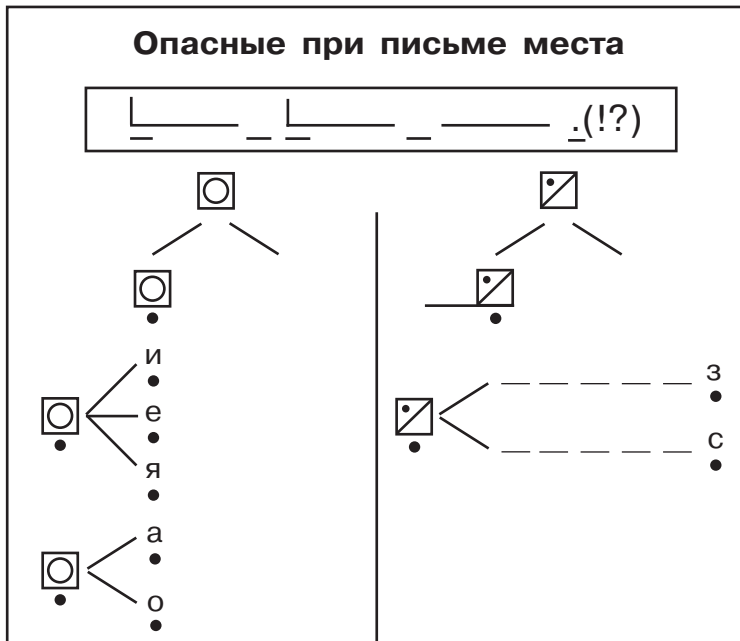 Опасные при письме места
.(!?)
и
е
я
а
о
з
с